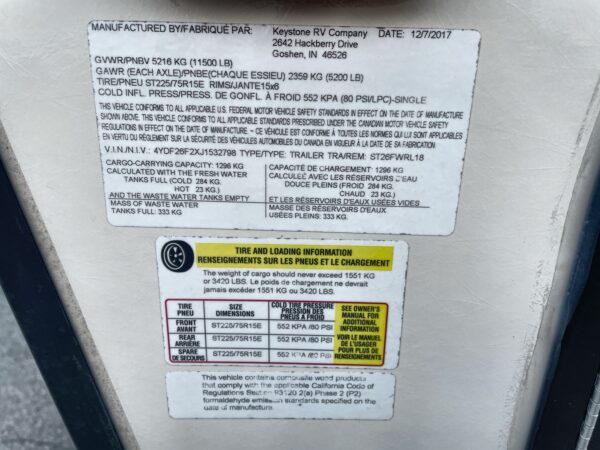 MANUFACTURED BY/FABRIQUÉ PAR: Keystone RV Company DATE: 12/7/2017
2642 Hackberry Drive
Goshen, IN 46526
GVWR/PNBV 5216 KG (11500 LB)
GAWR (EACH AXLE)/PNBE(CHAQUE ESSIEU) 2359 KG (5200 LB)
TIRE/PNEU ST225/75R15E RIMS/JANTE15x6
COLD INFL PRESS/PRESS. DE GONFL. À FROID 552 KPA (80 PSI/LPC)-SINGLE
THIS VEHICLE CONFORMS TO ALL APPLICABLE U.S. FEDERAL MOTOR VEHICLE SAFETY STANDARDS IN EFFECT ON THE DATE OF MANUFACTURE
SHOWN ABOVE. THIS VEHICLE CONFORMS TO ALL APPLICABLE STANDARDS PRESCRIBED UNDER THE CANADIAN MOTOR VEHICLE SAFETY
REGULATIONS IN EFFECT ON THE DATE OF MANUFACTURE - CE VÉHICULE EST CONFORME À TOUTES LES NORMES QUI LUI SONT APPLICABLES
EN VERTU DU RÈGLEMENT SUR LA SÉCURITÉ DES VÉHICULES AUTOMOBILES DU CANADA EN VIGUEUR À LA DATE DE SA FABRICATION
V.I.N./N.I.V.: 4YDF26F2XJ1532798 TYPE/TYPE: TRAILER TRA/REM: ST26FWRL18
CARGO-CARRYING CAPACITY: 1296 KG
CALCULATED WITH THE FRESH WATER
TANKS FULL (COLD 284 KG.
HOT 23 KG.)
AND THE WASTE WATER TANKS EMPTY
MASS OF WASTE WATER
TANKS FULL: 333 KG
CAPACITÉ DE CHARGEMENT: 1296 KG
CALCULEÉ AVEC LES RÉSERVOIRS D'EAU
DOUCE PLEINS (FROID 284 KG.
CHAUD 23 KG.)
ET LES RÉSERVOIRS D'EAUX USÉES VIDES
MASSE DES RÉSERVOIRS D'EAUX
USÉES PLEINS: 333 KG.
TIRE AND LOADING INFORMATION
RENSEIGNEMENTS SUR LES PNEUS ET LE CHARGEMENT
The weight of cargo should never exceed 1551 KG
or 3420 LBS. Le poids de chargement ne devrait
jamais excéder 1551 KG ou 3420 LBS.
TIRE SIZE COLD TIRE PRESSURE
PNEU DIMENSIONS PRESSION DES PNEUS A FROID
FRONT AVANT ST225/75R15E 552 KPA /80 PSI
REAR ARRIÈRE ST225/75R15E 552 KPA /80 PSI
SPARE DE SECOURS ST225/75R15E 552 KPA /80 PSI
SEE OWNER'S
MANUAL FOR
ADDITIONAL
INFORMATION
VOIR LE MANUEL
DE L'USAGER
POUR PLUS DE
RENSEIGNEMENTS
This vehicle contains composite wood products
that comply with the applicable California Code of
Regulations Section 93120 2(a) Phase 2 (P2)
formaldehyde emission standards specified on the
date of manufacture